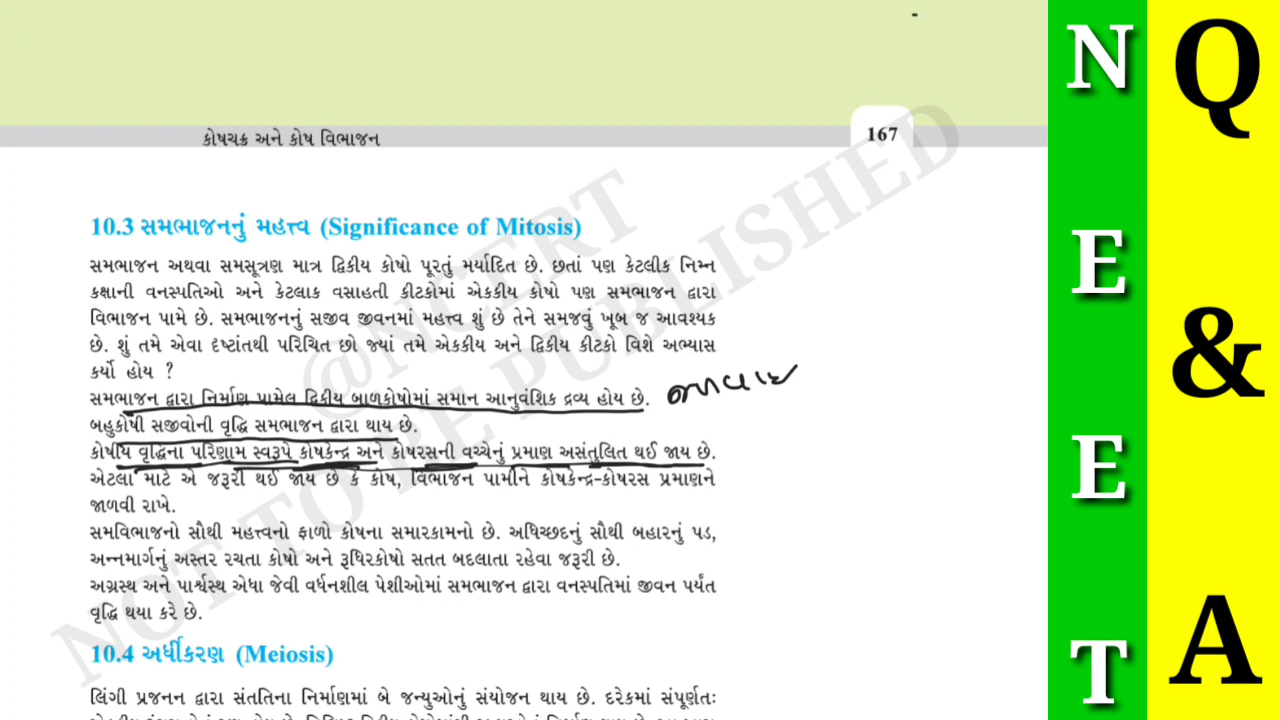 કોષચક્ર અને કોષ વિભાજન
167
10.3 સમભાજનનું મહત્ત્વ (Significance of Mitosis)
સમભાજન અથવા સમસૂત્રણ માત્ર દ્વિકીય કોષો પૂરતું મર્યાદિત છે. છતાં પણ કેટલીક નિમ્ન
કક્ષાની વનસ્પતિઓ અને કેટલાક વસાહતી કીટકોમાં એકકીય કોષો પણ સમભાજન દ્વારા
વિભાજન પામે છે. સમભાજનનું સજીવ જીવનમાં મહત્ત્વ શું છે તેને સમજવું ખૂબ જ આવશ્યક
છે. શું તમે એવા દૃષ્ટાંતથી પરિચિત છો જ્યાં તમે એકકીય અને દ્વિકીય કીટકો વિશે અભ્યાસ
કર્યો હોય ?
સમભાજન દ્વારા નિર્માણ પામેલ દ્વિકીય બાળકોષોમાં સમાન આનુવંશિક દ્રવ્ય હોય છે.
બહુકોષી સજીવોની વૃદ્ધિ સમભાજન દ્વારા થાય છે.
કોષીય વૃદ્ધિના પરિણામ સ્વરૂપે કોષકેન્દ્ર અને કોષરસની વચ્ચેનું પ્રમાણ અસંતુલિત થઈ જાય છે.
એટલા માટે એ જરૂરી થઈ જાય છે કે કોષ, વિભાજન પામીને કોષકેન્દ્ર-કોષરસ પ્રમાણને
જાળવી રાખે.
સમવિભાજનો સૌથી મહત્ત્વનો ફાળો કોષના સમારકામનો છે. અધિચ્છદનું સૌથી બહારનું પડ,
અન્નમાર્ગનું અસ્તર રચતા કોષો અને રૂધિરકોષો સતત બદલાતા રહેવા જરૂરી છે.
અગ્રસ્થ અને પાર્શ્વસ્થ એધા જેવી વર્ધનશીલ પેશીઓમાં સમભાજન દ્વારા વનસ્પતિમાં જીવન પર્યંત
વૃદ્ધિ થયા કરે છે.
10.4 અર્ધીકરણ (Meiosis)
લિંગી પ્રજનન દ્વારા સંતતિના નિર્માણમાં બે જન્યુઓનું સંયોજન થાય છે. દરેકમાં સંપૂર્ણતઃ
@NCERT
NOT TO BE PUBLISHED
NEET
Q&A